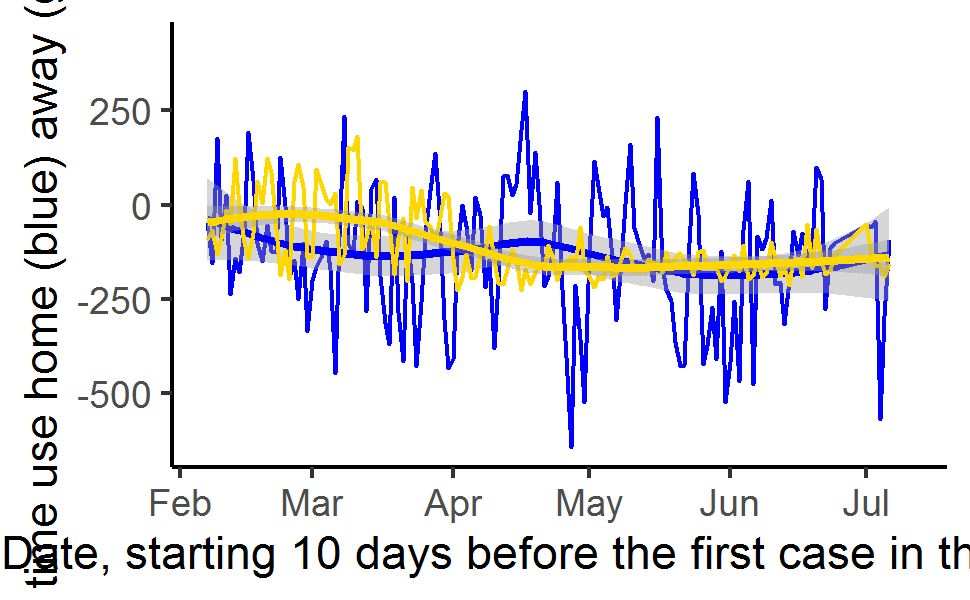 time use home (blue) away (
250
0
-250
-500
Feb Mar Apr May Jun Jul
Date, starting 10 days before the first case in th